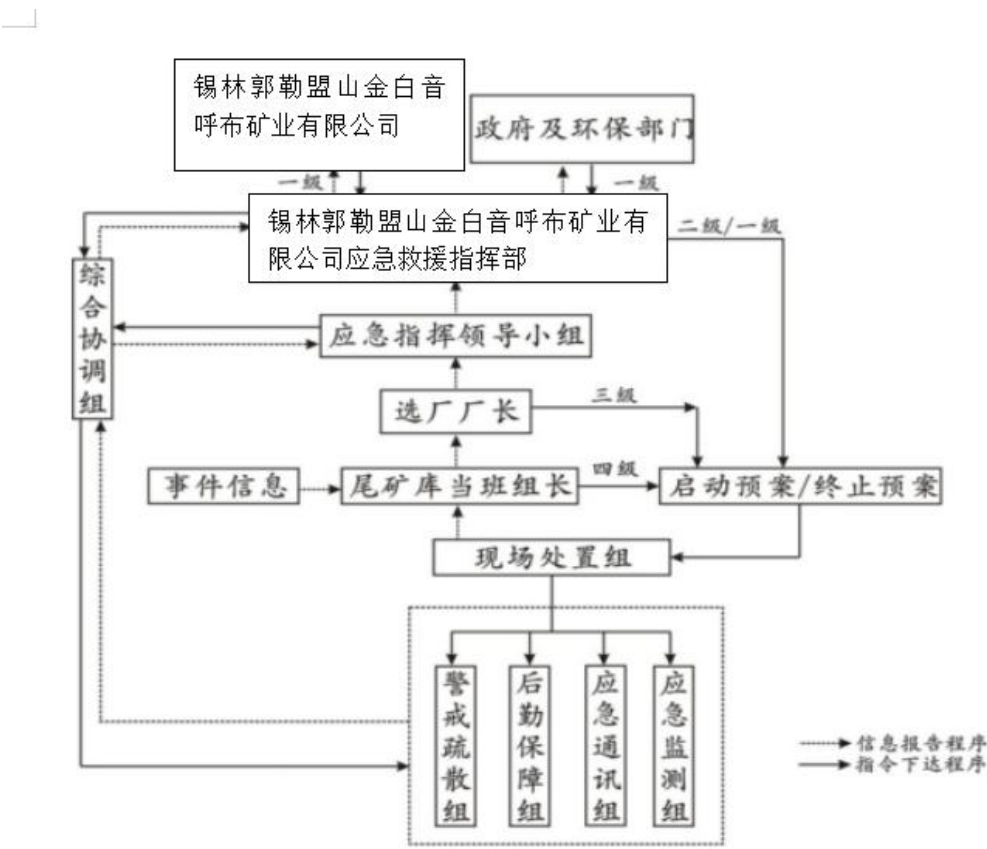 锡林郭勒盟山金白音
呼布矿业有限公司
政府及环保部门
一级
一级
锡林郭勒盟山金白音呼布矿业有
限公司应急救援指挥部
二级/一级
综合协调组
应急指挥领导小组
选厂厂长
三级
事件信息
尾矿库当班组长
四级
启动预案/终止预案
现场处置组
警戒疏散组
后勤保障组
应急通讯组
应急监测组
信息报告程序
指令下达程序